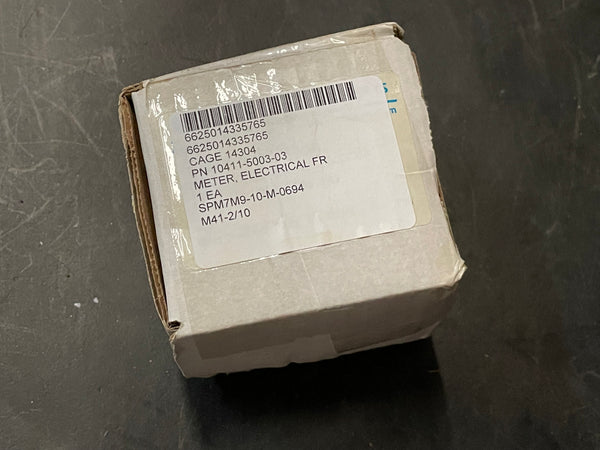 6625014335765
6625014335765
CAGE 14304
PN 10411-5003-03
METER, ELECTRICAL FR
1 EA
SPM7M9-10-M-0694
M41-2/10